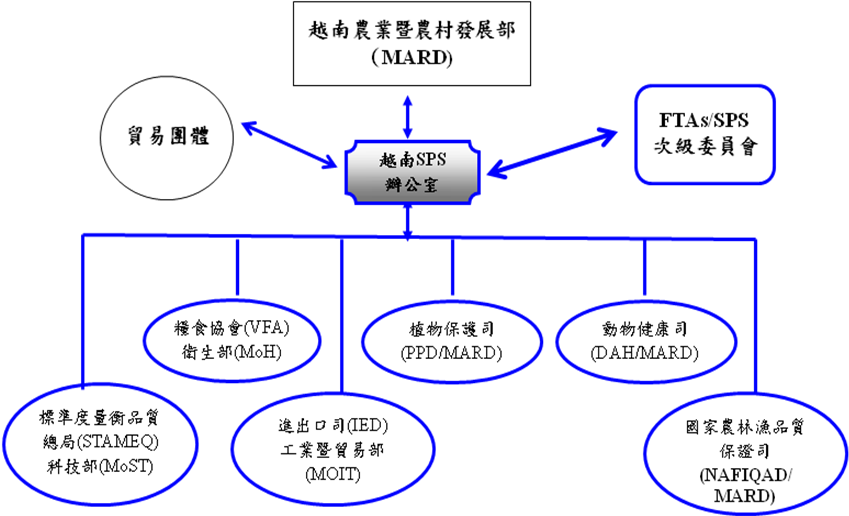 越南農業暨農村發展部
（MARD)
貿易團體
FTAs/SPS
次級委員會
越南SPS
辦公室
糧食協會(VFA)
衛生部(MoH)
植物保護司
(PPD/MARD)
動物健康司
(DAH/MARD)
標準度量衡品質
總局(STAMEQ)
科技部(MoST)
進出口司(IED)
工業暨貿易部
(MOIT)
國家農林漁品質
保證司
(NAFIQAD/
MARD)